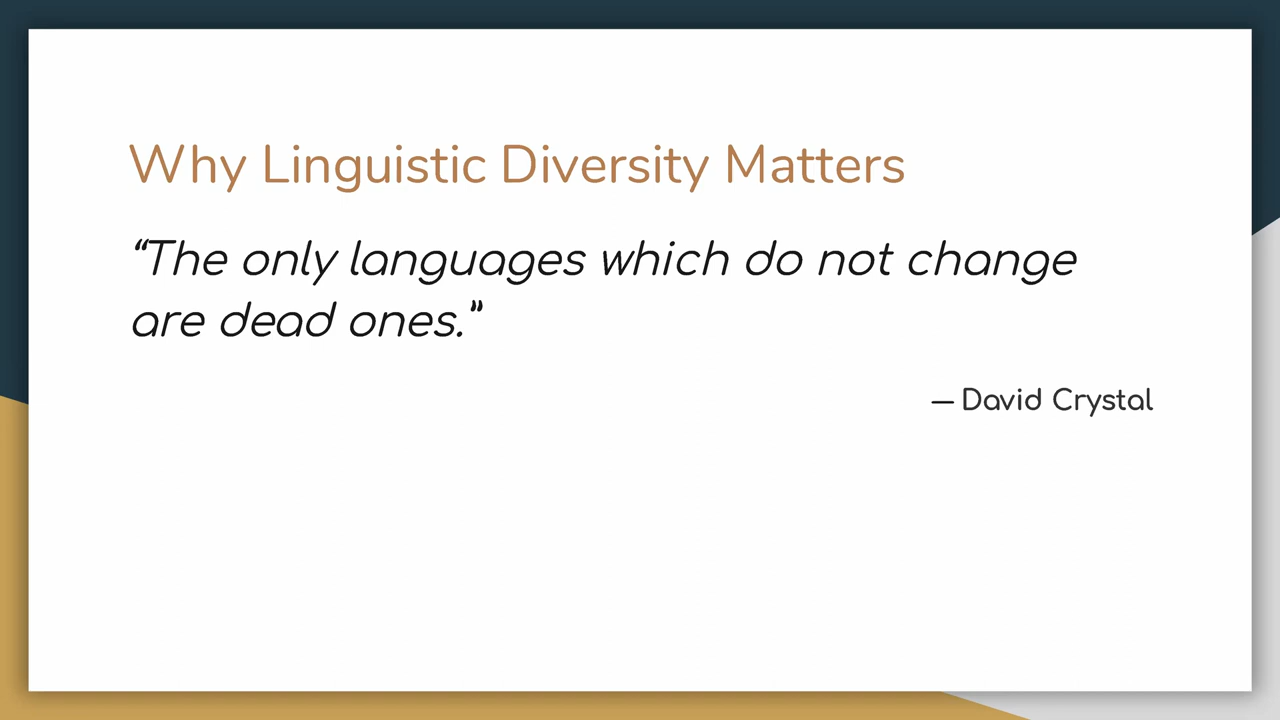 Why Linguistic Diversity Matters
“The only languages which do not change
are dead ones.”
— David Crystal